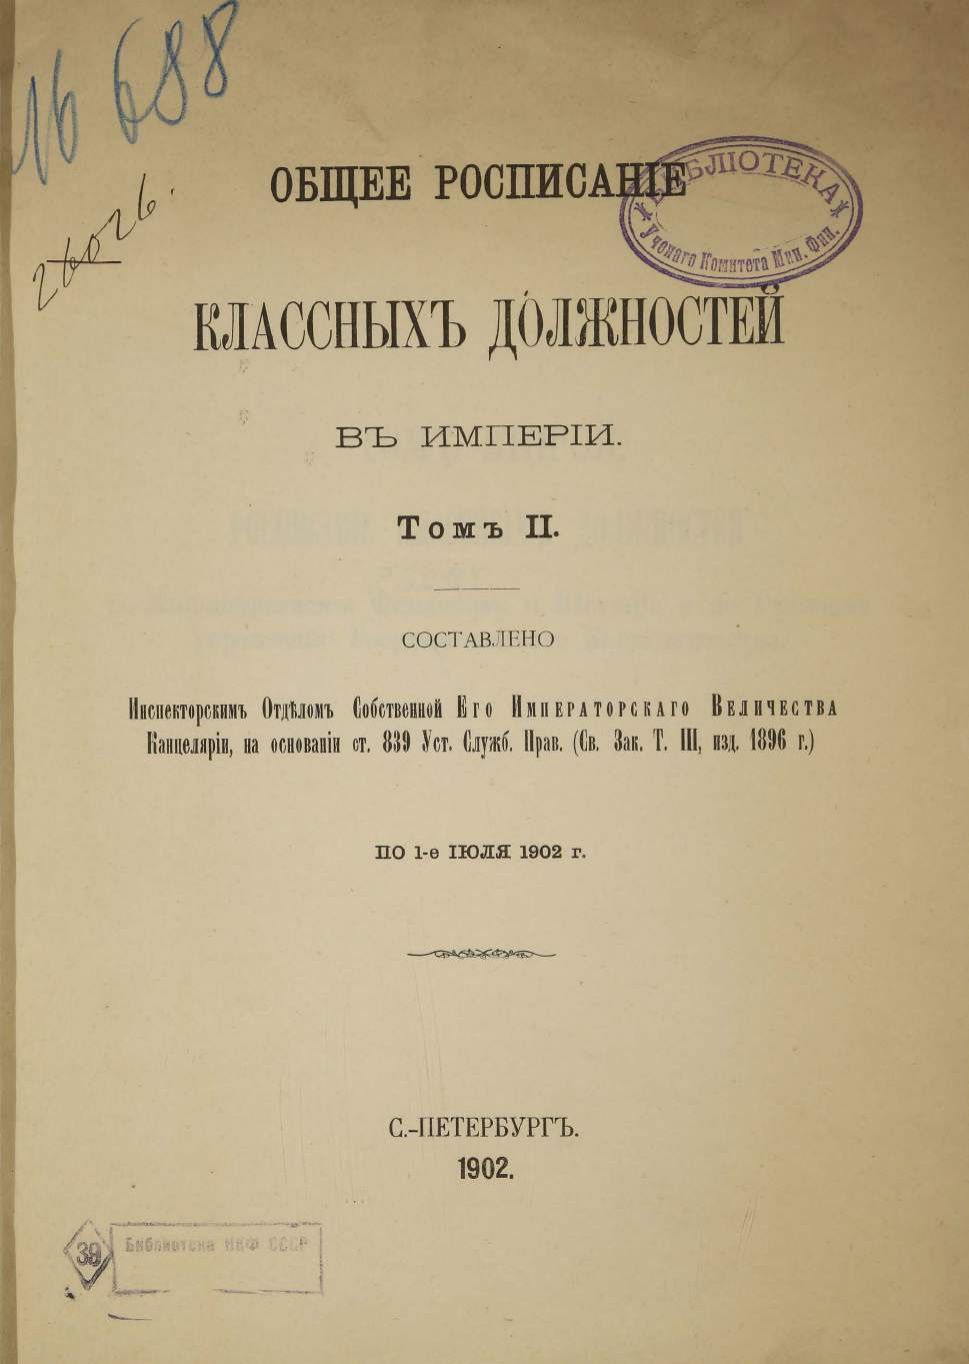 16 688
26026.
БИБЛІОТЕКА
Ученаго Комитета Мин. Фин.
ОБЩЕЕ РОСПИСАНІЕ
КЛАССНЫХЪ ДОЛЖНОСТЕЙ
ВЪ ИМПЕРІИ.
Томъ II.
СОСТАВЛЕНО
Инспекторскимъ Отдѣломъ Собственной Его Императорскаго Величества
Канцеляріи, на основаніи ст. 839 Уст. Служб. Прав. (Св. Зак. Т. III, изд. 1896 г.)
ПО 1-е ІЮЛЯ 1902 г.
С.-ПЕТЕРБУРГЪ.
1902.
39
Библиотека НКФ СССР